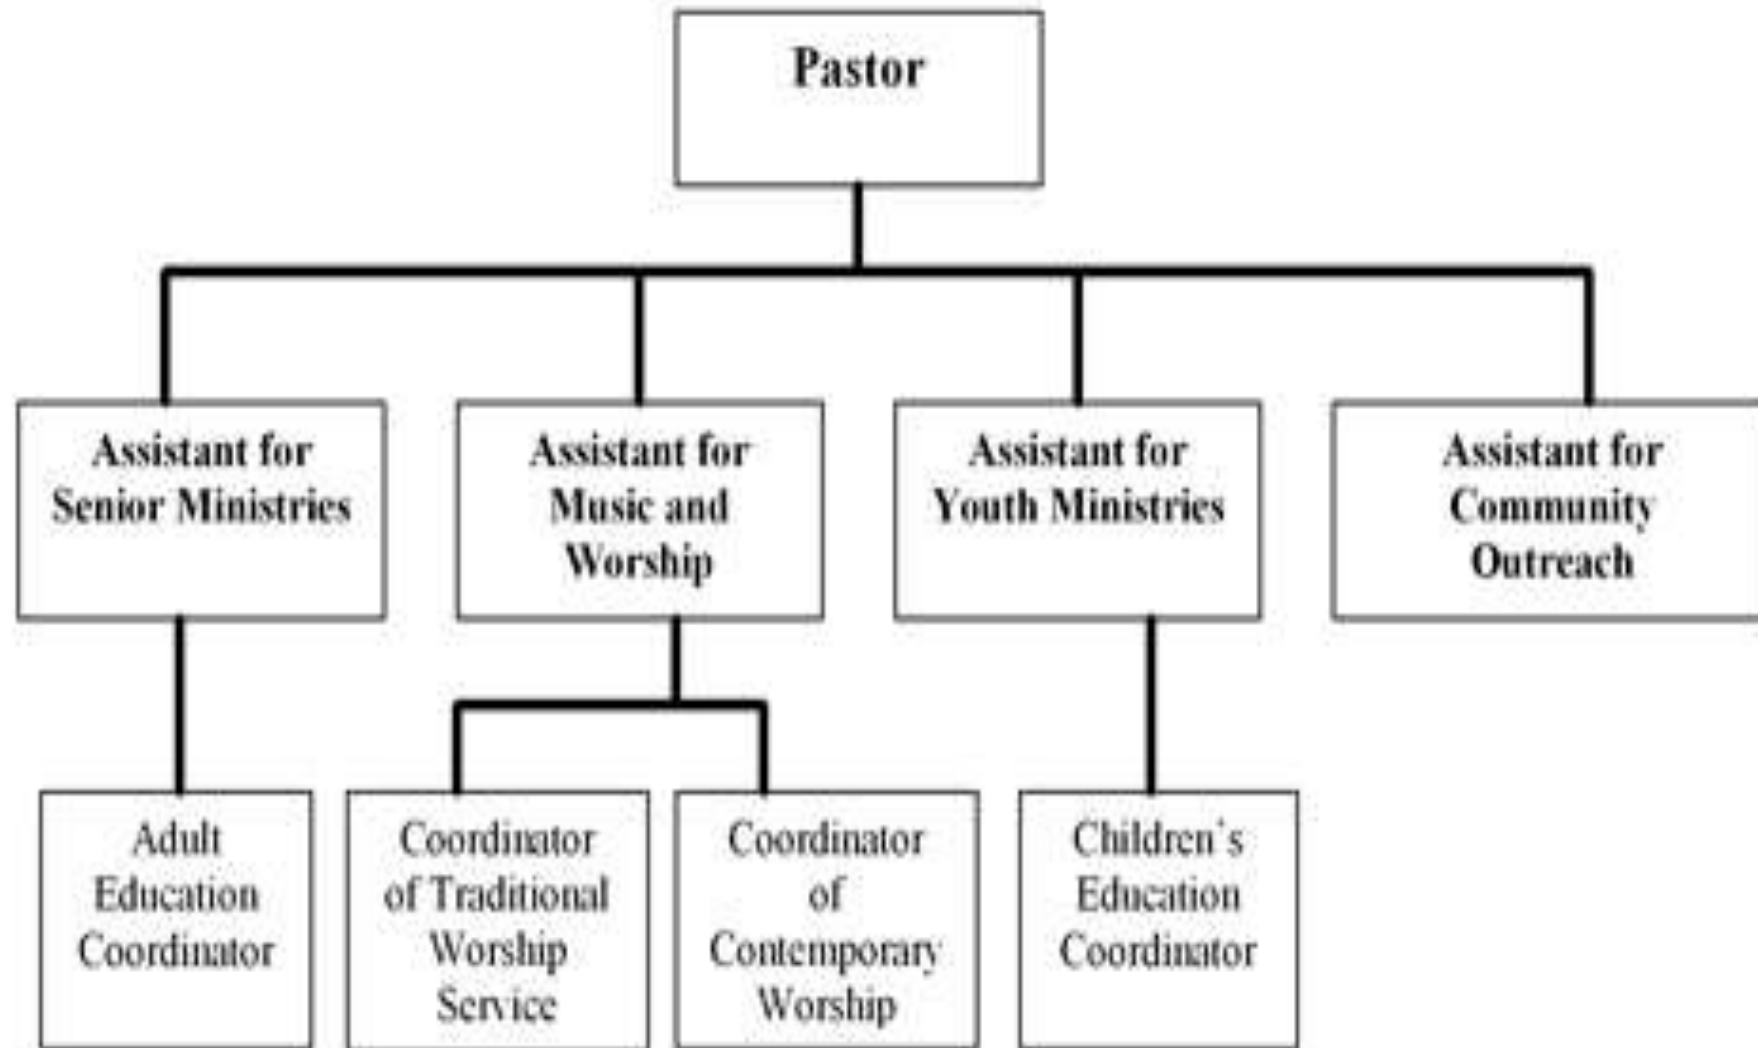 Pastor
Assistant for
Senior Ministries
Assistant for
Music and
Worship
Assistant for
Youth Ministries
Assistant for
Community
Outreach
Adult
Education
Coordinator
Coordinator
of Traditional
Worship
Service
Coordinator
of
Contemporary
Worship
Children's
Education
Coordinator